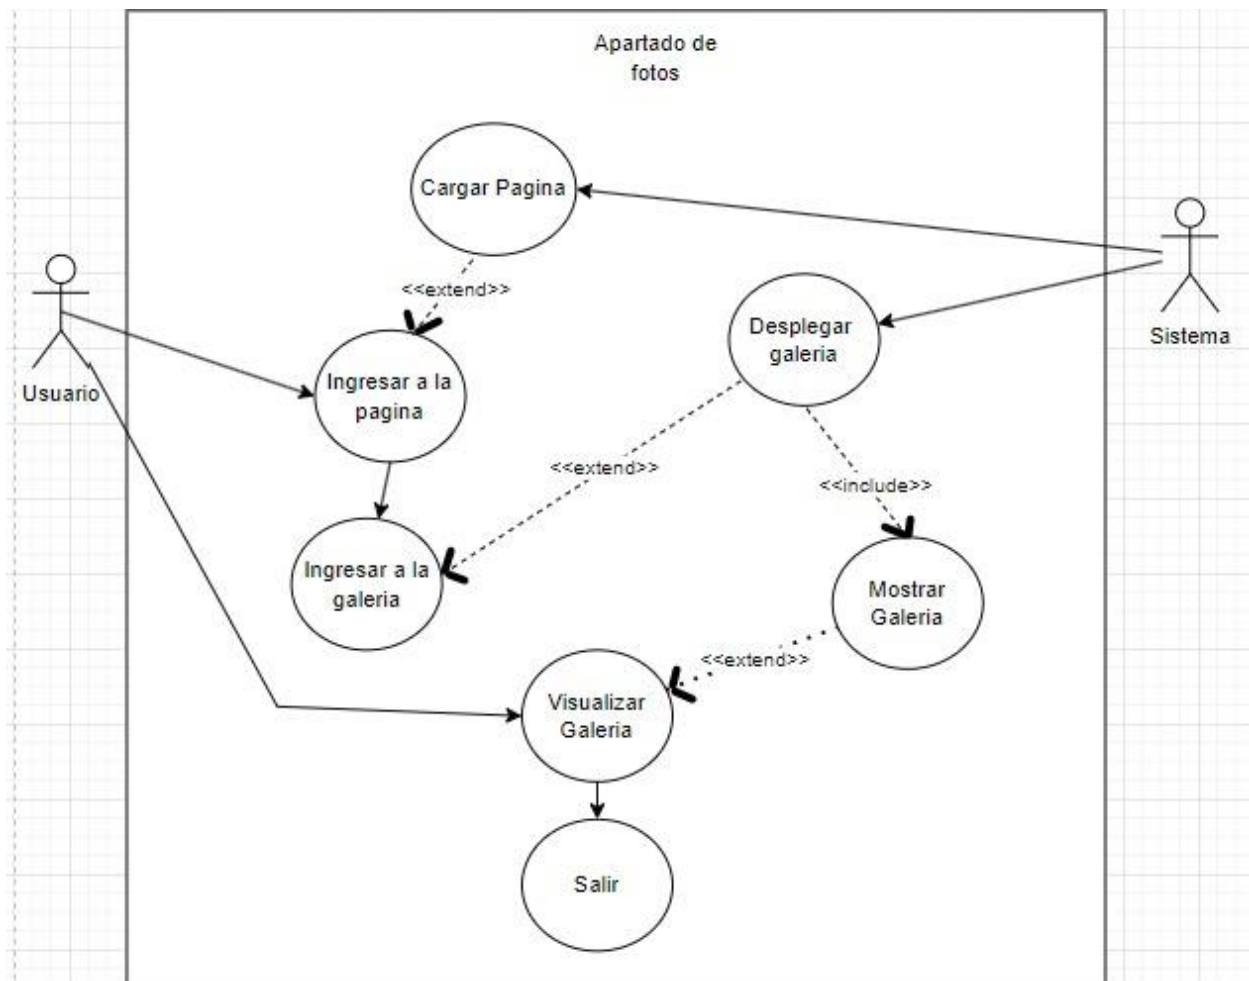 Apartado de
fotos
Cargar Pagina
<<extend>>
Desplegar
galeria
Sistema
Usuario
Ingresar a la
pagina
<<extend>>
<<include>>
Ingresar a la
galeria
Mostrar
Galeria
<<extend>>
Visualizar
Galeria
Salir